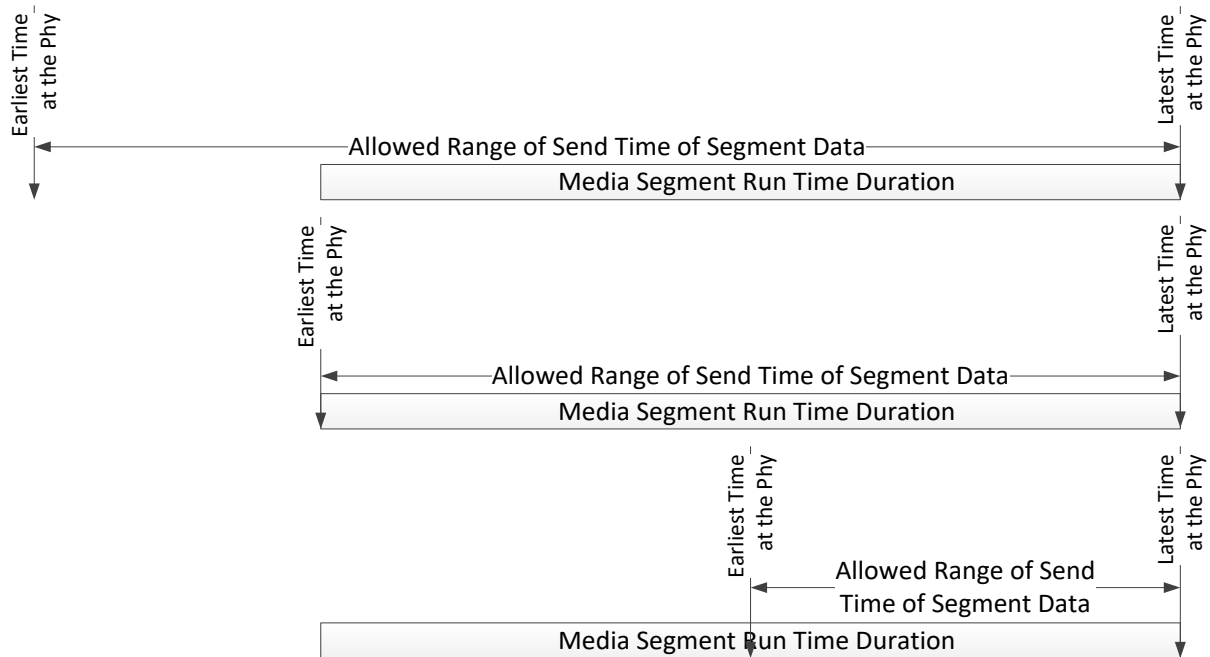 Earliest Time
at the Phy
Latest Time
at the Phy
Allowed Range of Send Time of Segment Data
Media Segment Run Time Duration
Earliest Time
at the Phy
Latest Time
at the Phy
Allowed Range of Send Time of Segment Data
Media Segment Run Time Duration
Earliest Time
at the Phy
Latest Time
at the Phy
Allowed Range of Send
Time of Segment Data
Media Segment Run Time Duration